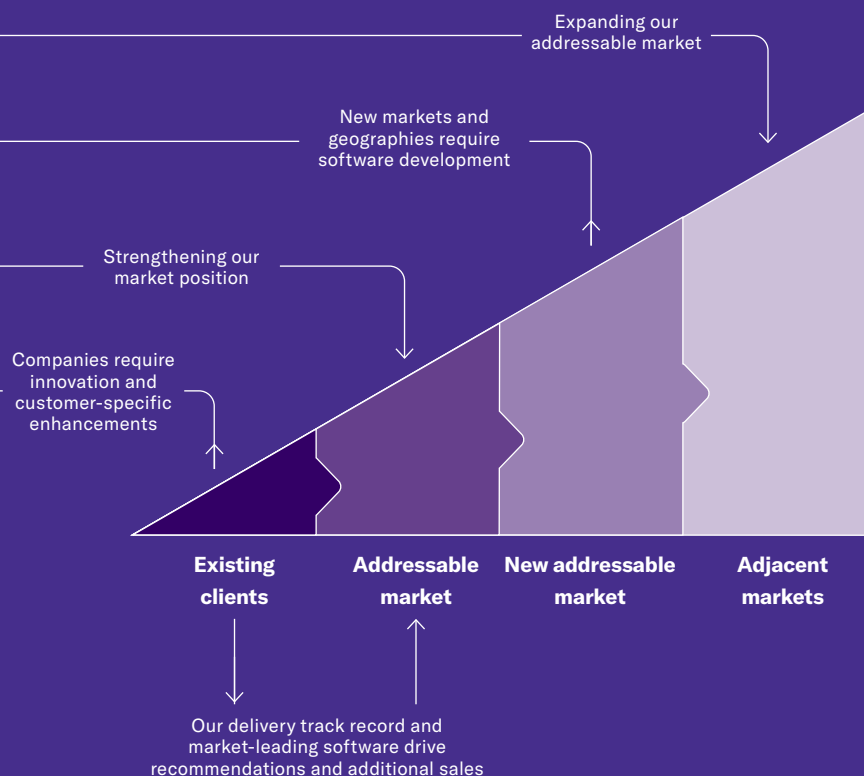 Expanding our
addressable market
New markets and
geographies require
software development
Strengthening our
market position
Companies require
innovation and
customer-specific
enhancements
Existing
clients
Addressable
market
New addressable
market
Adjacent
markets
Our delivery track record and
market-leading software drive
recommendations and additional sales